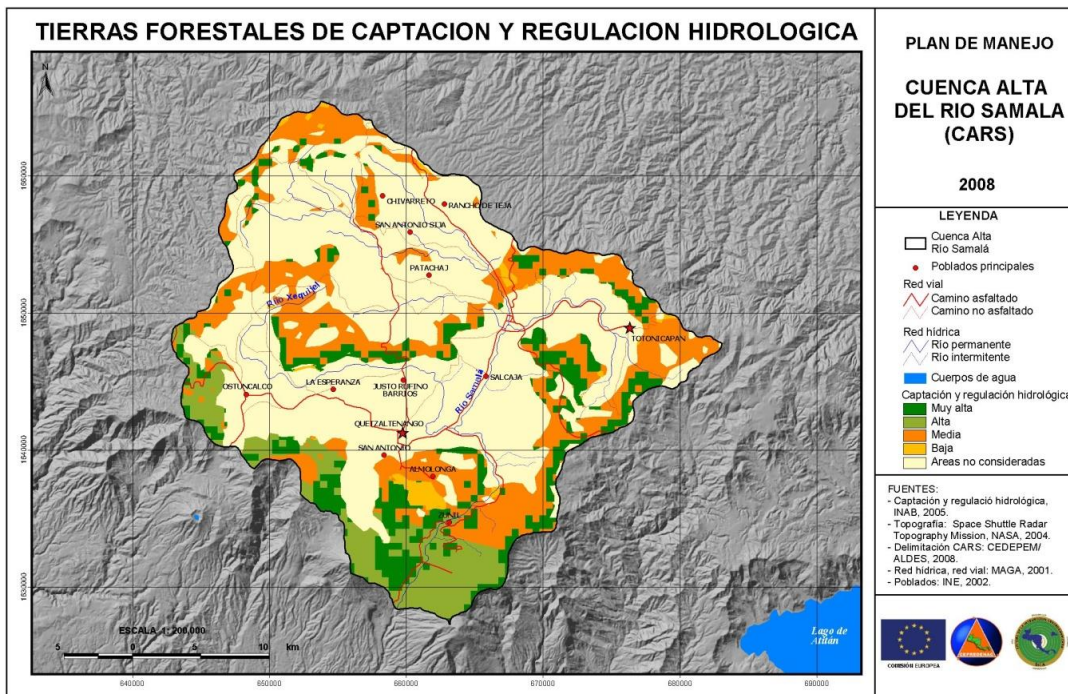 TIERRAS FORESTALES DE CAPTACION Y REGULACION HIDROLOGICA
N
CHIVARRETO
RANCHO DE TEJA
SAN ANTONIO SIJA
PATACHAJ
Río Xequijel
TOTONICAPAN
OSTUNCALCO
LA ESPERANZA
JUSTO RUFINO
BARRIOS
SALCAJA
Río Samalá
QUETZALTENANGO
SAN ANTONIO
ALMOLONGA
ZUNIL
ESCALA 1: 200,000
5 0 5 10 km
Lago de
Atitlán
1660000
1650000
1640000
1630000
1660000
1650000
1640000
1630000
640000 650000 660000 670000 680000 690000
PLAN DE MANEJO
CUENCA ALTA
DEL RIO SAMALA
(CARS)
2008
LEYENDA
Cuenca Alta
Río Samalá
Poblados principales
Red vial
Camino asfaltado
Camino no asfaltado
Red hídrica
Río permanente
Río intermitente
Cuerpos de agua
Captación y regulación hidrológica
Muy alta
Alta
Media
Baja
Areas no consideradas
FUENTES:
- Captación y regulació hidrológica,
INAB, 2005.
- Topografía: Space Shuttle Radar
Topography Mission, NASA, 2004.
- Delimitación CARS: CEDEPEM/
ALDES, 2008.
- Red hídrica, red vial: MAGA, 2001.
- Poblados: INE, 2002.
COMISIÓN EUROPEA
CEPREDENAC